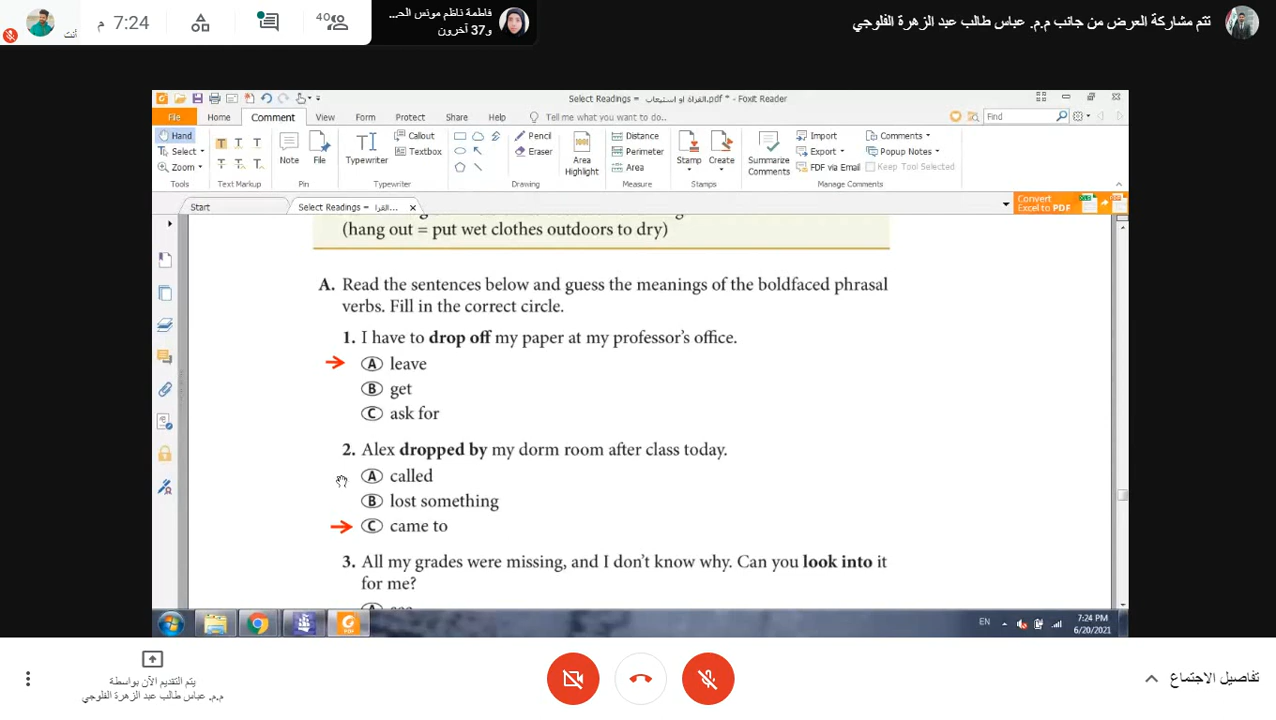 7:24 م
40
فاطمة ناظم مونس الح...
و37 آخرون
أنت
تتم مشاركة العرض من جانب م.م. عباس طالب عبد الزهرة الفلوجي
Select Readings = القراة او استيعاب.pdf * - Foxit Reader
File Home Comment View Form Protect Share Help Tell me what you want to do... Find
Hand
Select
Zoom
Tools
Text Markup
Note
File
Pin
Typewriter
Callout
Textbox
Typewriter
Pencil
Eraser
Drawing
Area Highlight
Distance
Perimeter
Area
Measure
Stamp
Create
Stamps
Summarize Comments
Import
Export
FDF via Email
Comments
Popup Notes
Keep Tool Selected
Manage Comments
Start
Select Readings = القرا...
Convert
Excel to PDF
(hang out = put wet clothes outdoors to dry)
A. Read the sentences below and guess the meanings of the boldfaced phrasal
verbs. Fill in the correct circle.
1. I have to drop off my paper at my professor's office.
A leave
B get
C ask for
2. Alex dropped by my dorm room after class today.
A called
B lost something
C came to
3. All my grades were missing, and I don't know why. Can you look into it
for me?
EN
7:24 PM
6/20/2021
يتم التقديم الآن بواسطة
م.م. عباس طالب عبد الزهرة الفلوجي
تفاصيل الاجتماع